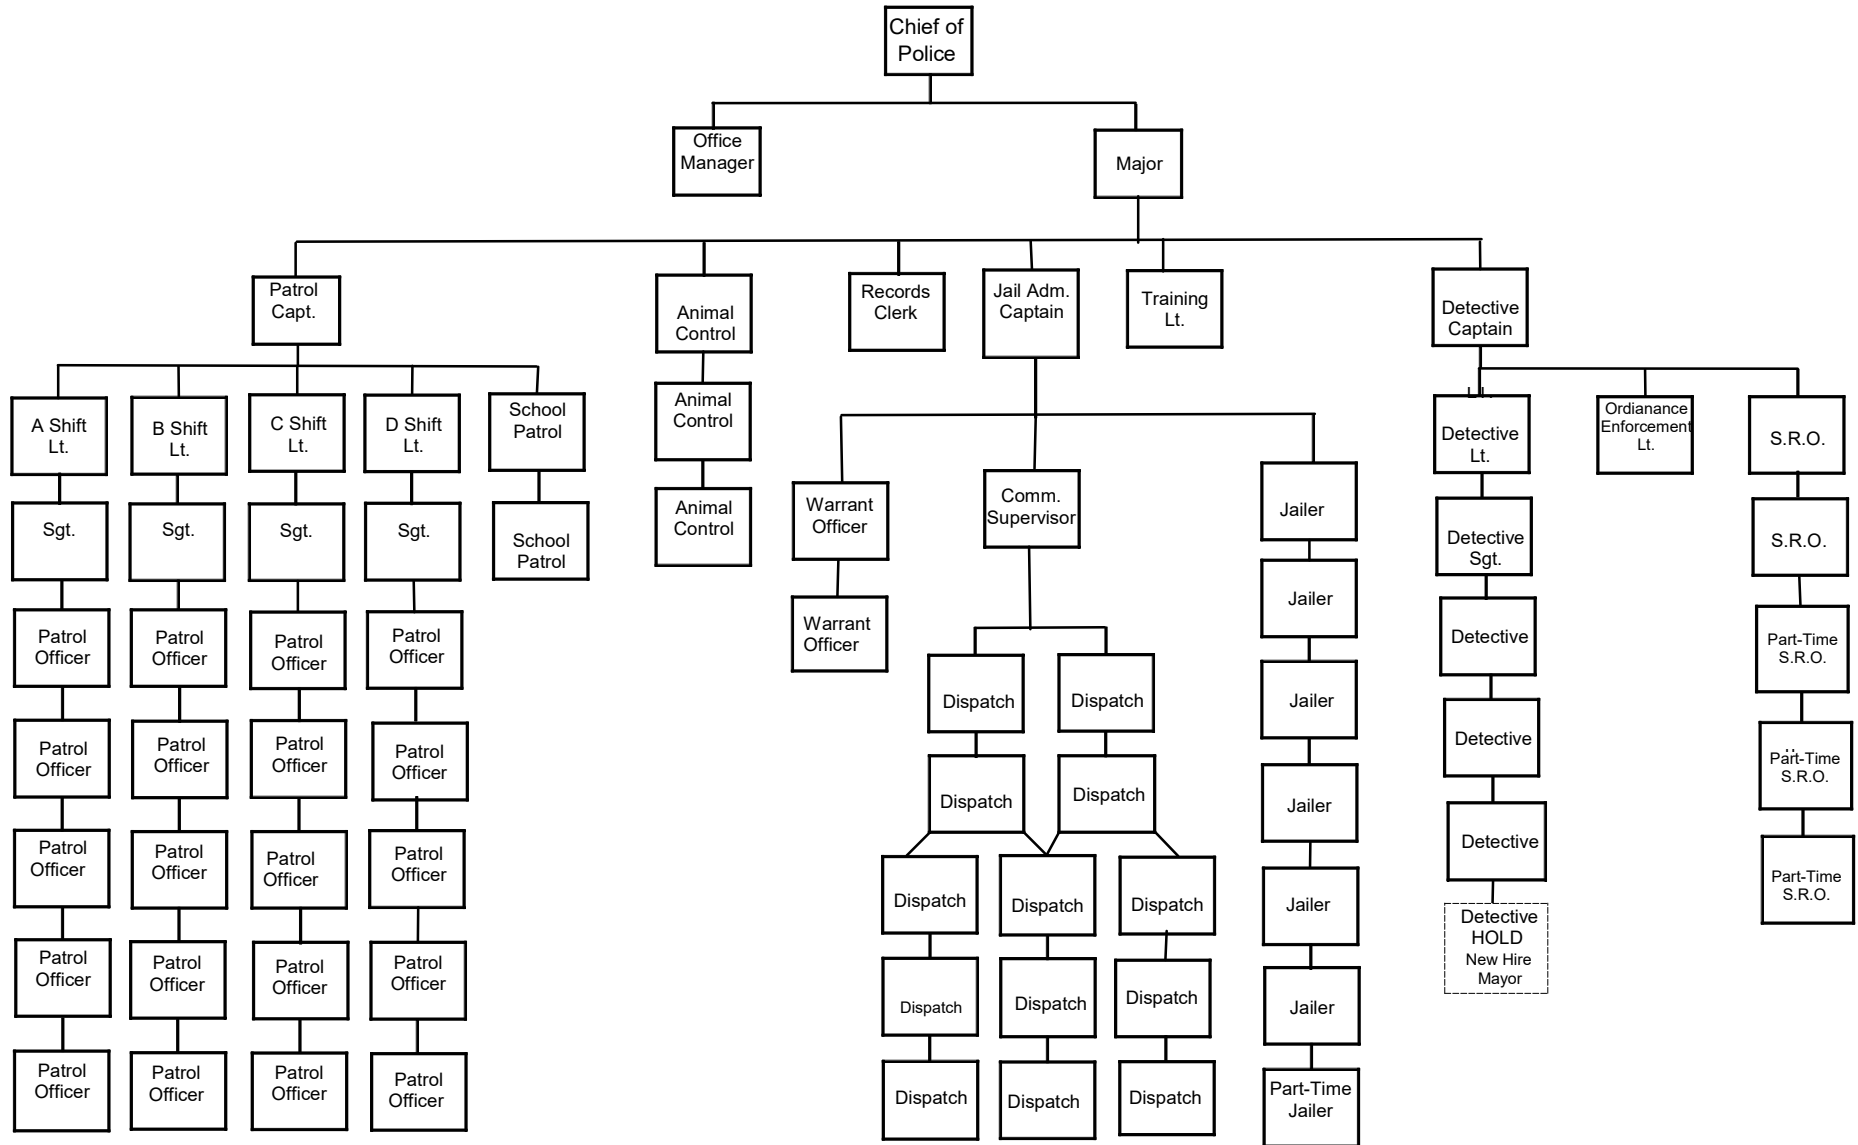 Chief of
Police
Office
Manager
Major
Patrol
Capt.
Animal
Control
Records
Clerk
Jail Adm.
Captain
Training
Lt.
Detective
Captain
A Shift
Lt.
B Shift
Lt.
C Shift
Lt.
D Shift
Lt.
School
Patrol
Animal
Control
Detective
Lt.
Ordianance
Enforcement
Lt.
S.R.O.
Sgt.
Sgt.
Sgt.
Sgt.
School
Patrol
Animal
Control
Warrant
Officer
Comm.
Supervisor
Jailer
Detective
Sgt.
S.R.O.
Patrol
Officer
Patrol
Officer
Patrol
Officer
Patrol
Officer
Warrant
Officer
Jailer
Detective
Part-Time
S.R.O.
Dispatch
Dispatch
Jailer
Patrol
Officer
Patrol
Officer
Patrol
Officer
Patrol
Officer
Detective
Part-Time
S.R.O.
Dispatch
Dispatch
Jailer
Patrol
Officer
Patrol
Officer
Patrol
Officer
Patrol
Officer
Detective
Part-Time
S.R.O.
Dispatch
Dispatch
Dispatch
Jailer
Detective
HOLD
New Hire
Mayor
Patrol
Officer
Patrol
Officer
Patrol
Officer
Patrol
Officer
Dispatch
Dispatch
Dispatch
Jailer
Patrol
Officer
Patrol
Officer
Patrol
Officer
Patrol
Officer
Dispatch
Dispatch
Dispatch
Part-Time
Jailer